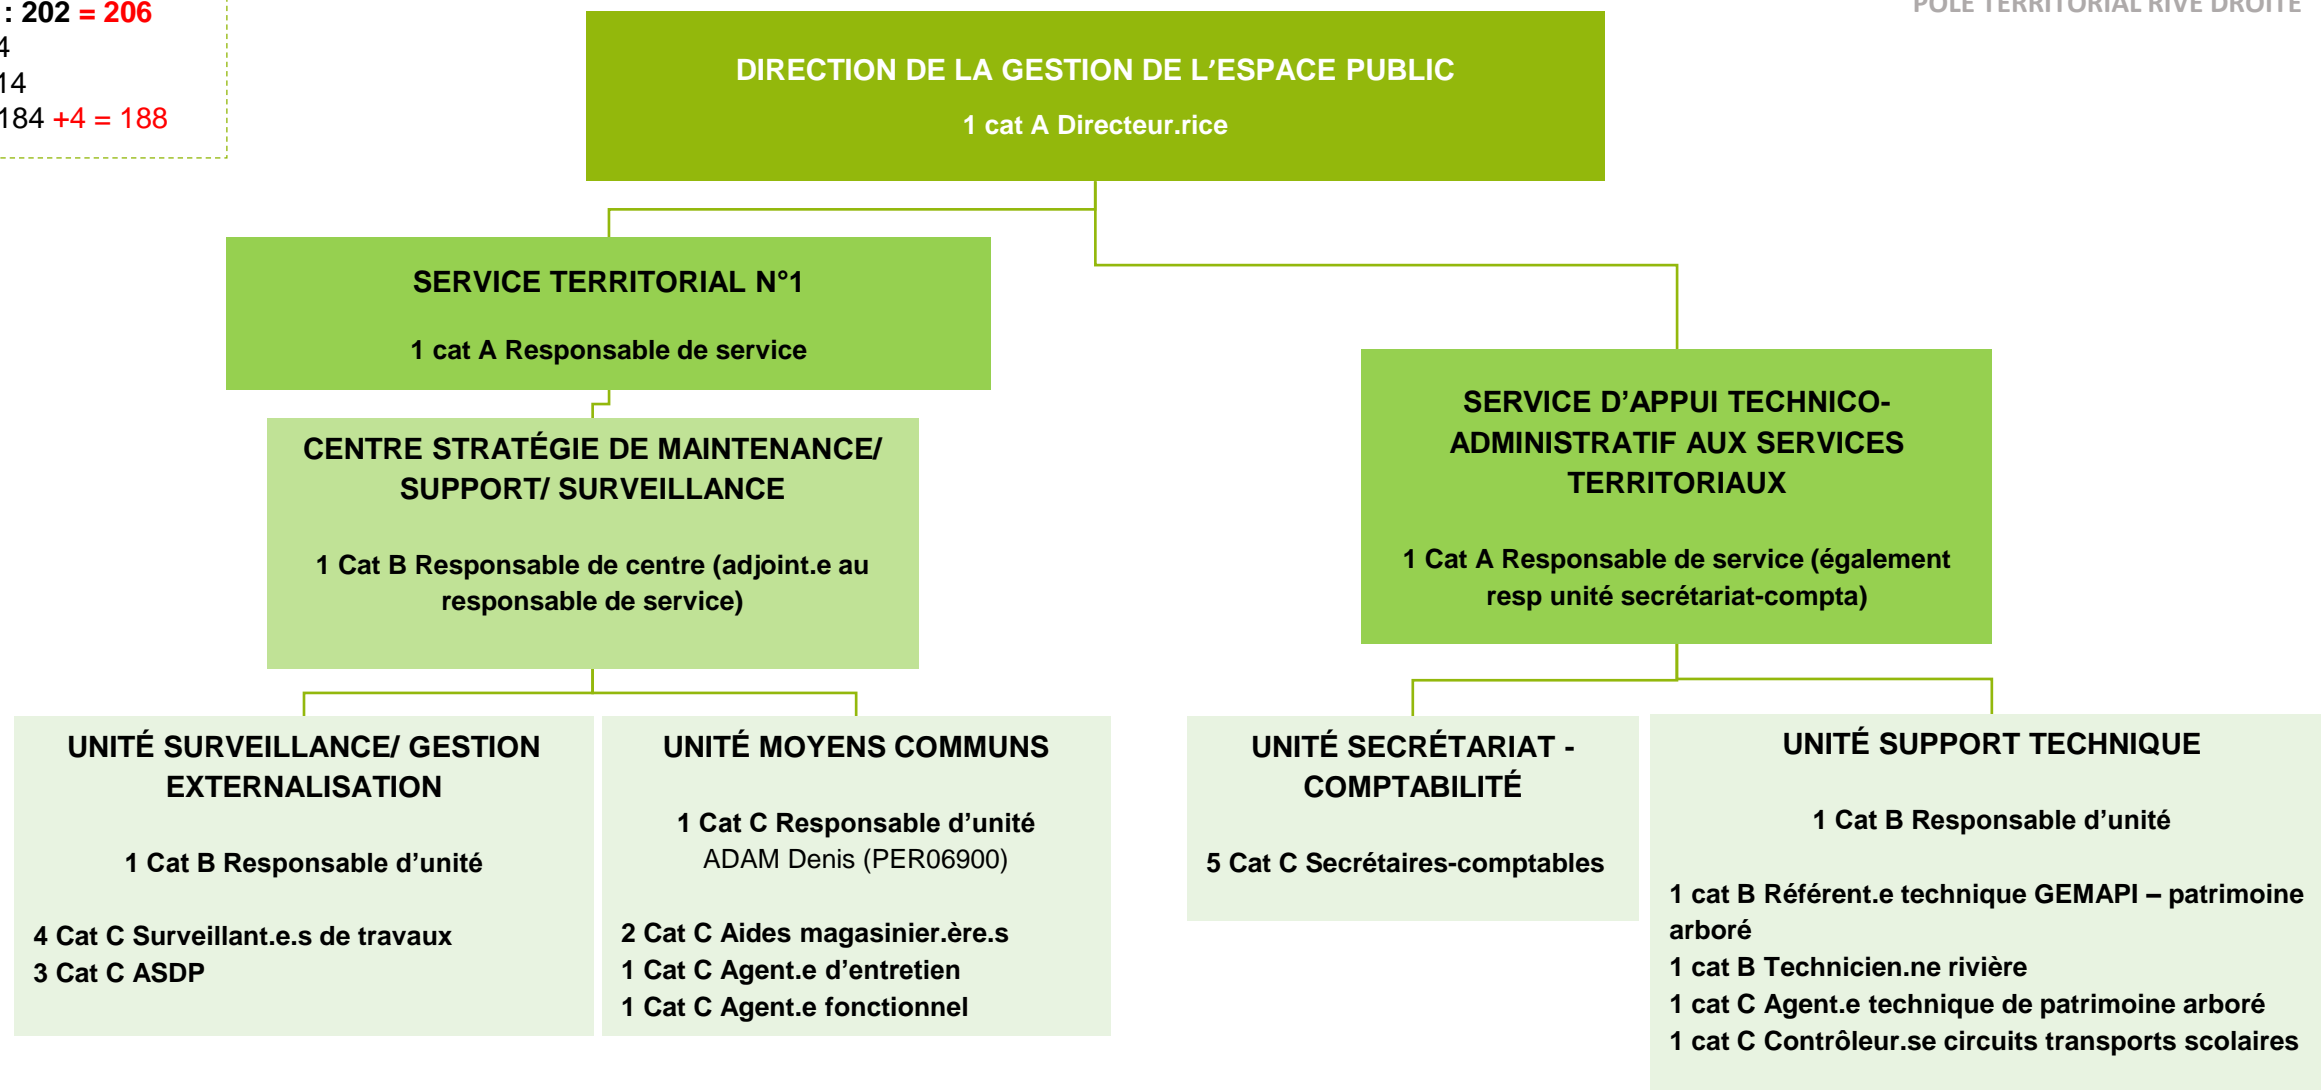 : 202 = 206
4
14
184 +4 = 188
PÔLE TERRITORIAL RIVE DROITE
DIRECTION DE LA GESTION DE L’ESPACE PUBLIC
1 cat A Directeur.rice
SERVICE TERRITORIAL N°1
1 cat A Responsable de service
CENTRE STRATÉGIE DE MAINTENANCE/
SUPPORT/ SURVEILLANCE
1 Cat B Responsable de centre (adjoint.e au
responsable de service)
SERVICE D’APPUI TECHNICO-
ADMINISTRATIF AUX SERVICES
TERRITORIAUX
1 Cat A Responsable de service (également
resp unité secrétariat-compta)
UNITÉ SURVEILLANCE/ GESTION
EXTERNALISATION
1 Cat B Responsable d’unité
4 Cat C Surveillant.e.s de travaux
3 Cat C ASDP
UNITÉ MOYENS COMMUNS
1 Cat C Responsable d’unité
ADAM Denis (PER06900)
2 Cat C Aides magasinier.ère.s
1 Cat C Agent.e d’entretien
1 Cat C Agent.e fonctionnel
UNITÉ SECRÉTARIAT -
COMPTABILITÉ
5 Cat C Secrétaires-comptables
UNITÉ SUPPORT TECHNIQUE
1 Cat B Responsable d’unité
1 cat B Référent.e technique GEMAPI – patrimoine
arboré
1 cat B Technicien.ne rivière
1 cat C Agent.e technique de patrimoine arboré
1 cat C Contrôleur.se circuits transports scolaires